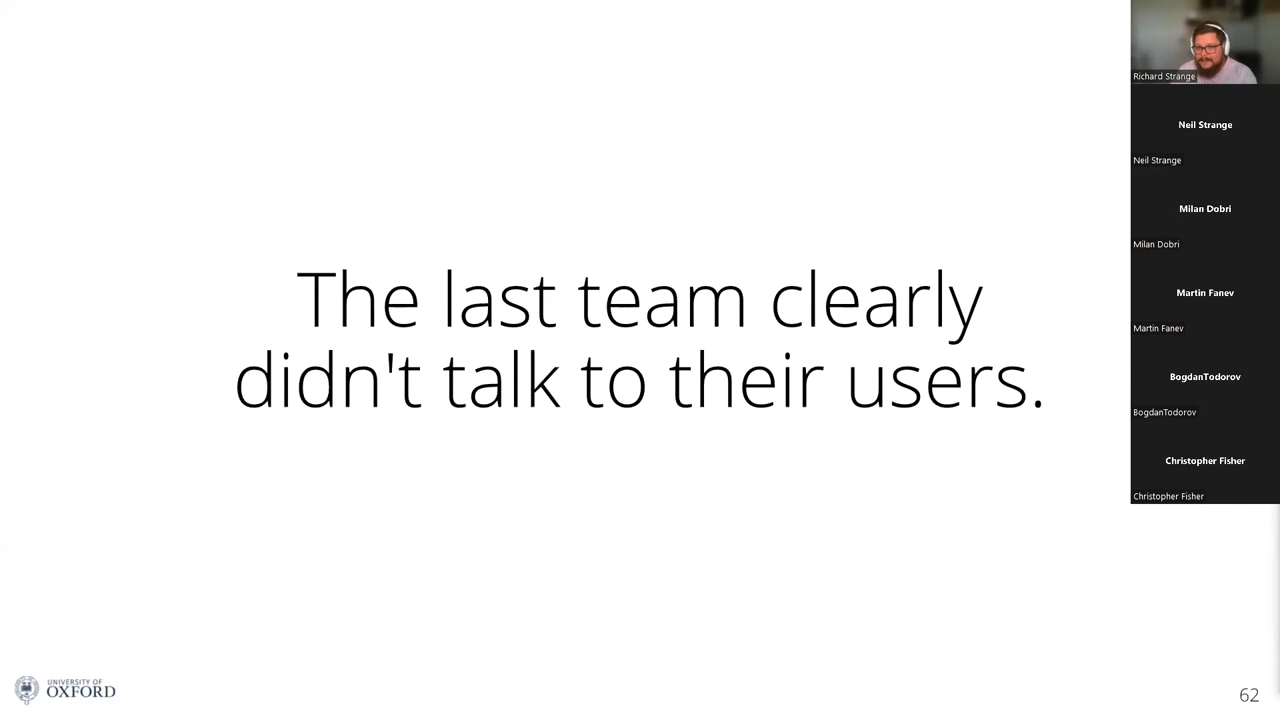 The last team clearly
didn't talk to their users.
UNIVERSITY OF
OXFORD
62
Richard Strange
Neil Strange
Neil Strange
Milan Dobri
Milan Dobri
Martin Fanev
Martin Fanev
BogdanTodorov
BogdanTodorov
Christopher Fisher
Christopher Fisher